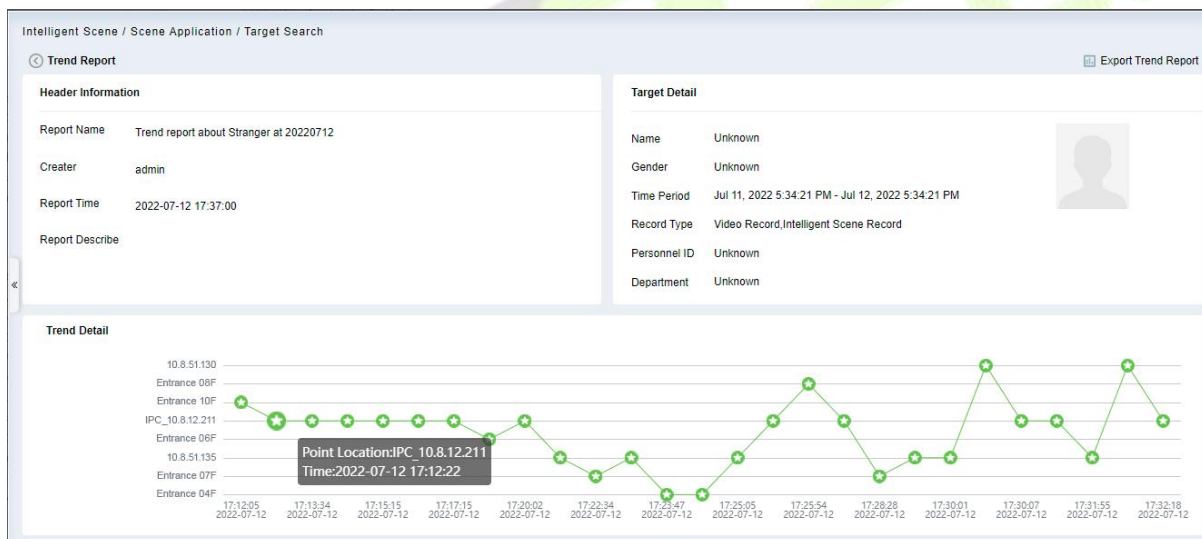 Intelligent Scene / Scene Application / Target Search
Trend Report
Export Trend Report
Header Information
Report Name Trend report about Stranger at 20220712
Creater admin
Report Time 2022-07-12 17:37:00
Report Describe
Target Detail
Name Unknown
Gender Unknown
Time Period Jul 11, 2022 5:34:21 PM - Jul 12, 2022 5:34:21 PM
Record Type Video Record,Intelligent Scene Record
Personnel ID Unknown
Department Unknown
«
Trend Detail
10.8.51.130
Entrance 08F
Entrance 10F
IPC_10.8.12.211
Entrance 06F
10.8.51.135
Entrance 07F
Entrance 04F
Point Location:IPC_10.8.12.211
Time:2022-07-12 17:12:22
17:12:05 17:13:34 17:15:15 17:17:15 17:20:02 17:22:34 17:23:47 17:25:05 17:25:54 17:28:28 17:30:01 17:30:07 17:31:55 17:32:18
2022-07-12 2022-07-12 2022-07-12 2022-07-12 2022-07-12 2022-07-12 2022-07-12 2022-07-12 2022-07-12 2022-07-12 2022-07-12 2022-07-12 2022-07-12 2022-07-12